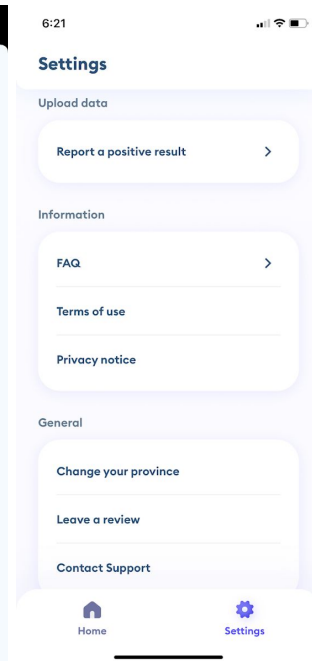 6:21
Settings
Upload data
Report a positive result
Information
FAQ
Terms of use
Privacy notice
General
Change your province
Leave a review
Contact Support
Home
Settings